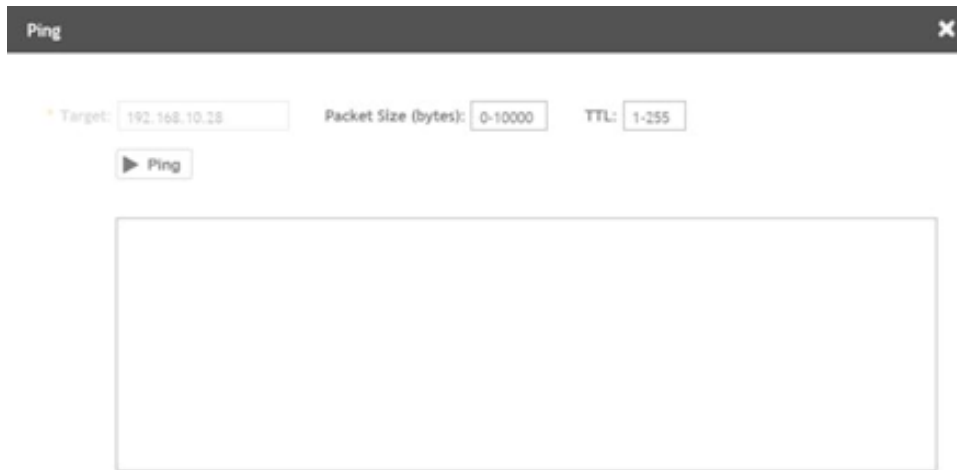 Ping
* Target: 192.168.10.28 Packet Size (bytes): 0-10000 TTL: 1-255
Ping